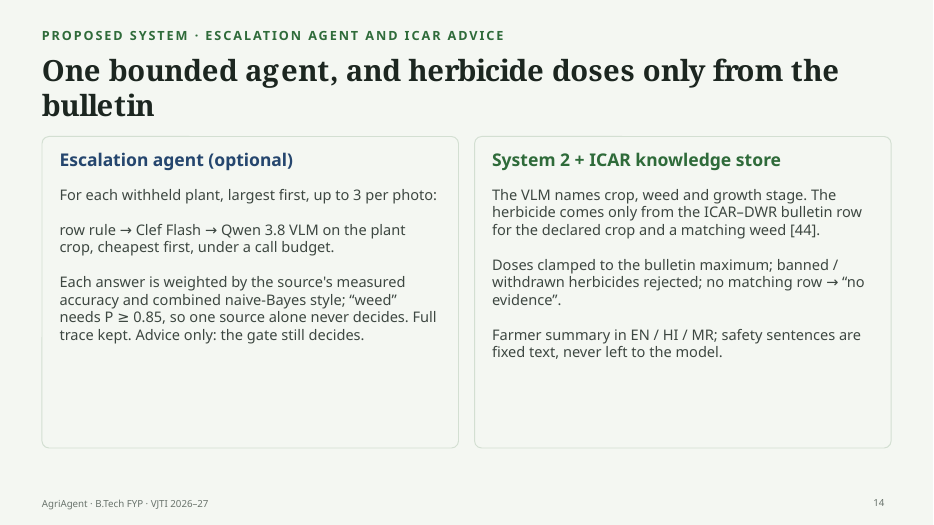 PROPOSED SYSTEM · ESCALATION AGENT AND ICAR ADVICE
One bounded agent, and herbicide doses only from the
bulletin
Escalation agent (optional)
For each withheld plant, largest first, up to 3 per photo:
row rule → Clef Flash → Qwen 3.8 VLM on the plant
crop, cheapest first, under a call budget.
Each answer is weighted by the source's measured
accuracy and combined naive-Bayes style; “weed”
needs P ≥ 0.85, so one source alone never decides. Full
trace kept. Advice only: the gate still decides.
System 2 + ICAR knowledge store
The VLM names crop, weed and growth stage. The
herbicide comes only from the ICAR–DWR bulletin row
for the declared crop and a matching weed [44].
Doses clamped to the bulletin maximum; banned /
withdrawn herbicides rejected; no matching row → “no
evidence”.
Farmer summary in EN / HI / MR; safety sentences are
fixed text, never left to the model.
AgriAgent · B.Tech FYP · VJTI 2026–27
14